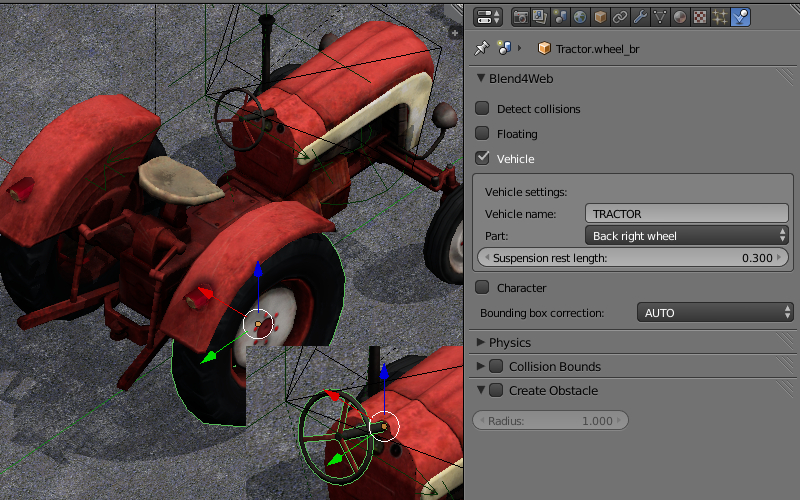 Tractor.wheel_br
Blend4Web
Detect collisions
Floating
Vehicle
Vehicle settings:
Vehicle name: TRACTOR
Part: Back right wheel
Suspension rest length: 0.300
Character
Bounding box correction: AUTO
Physics
Collision Bounds
Create Obstacle
Radius: 1.000